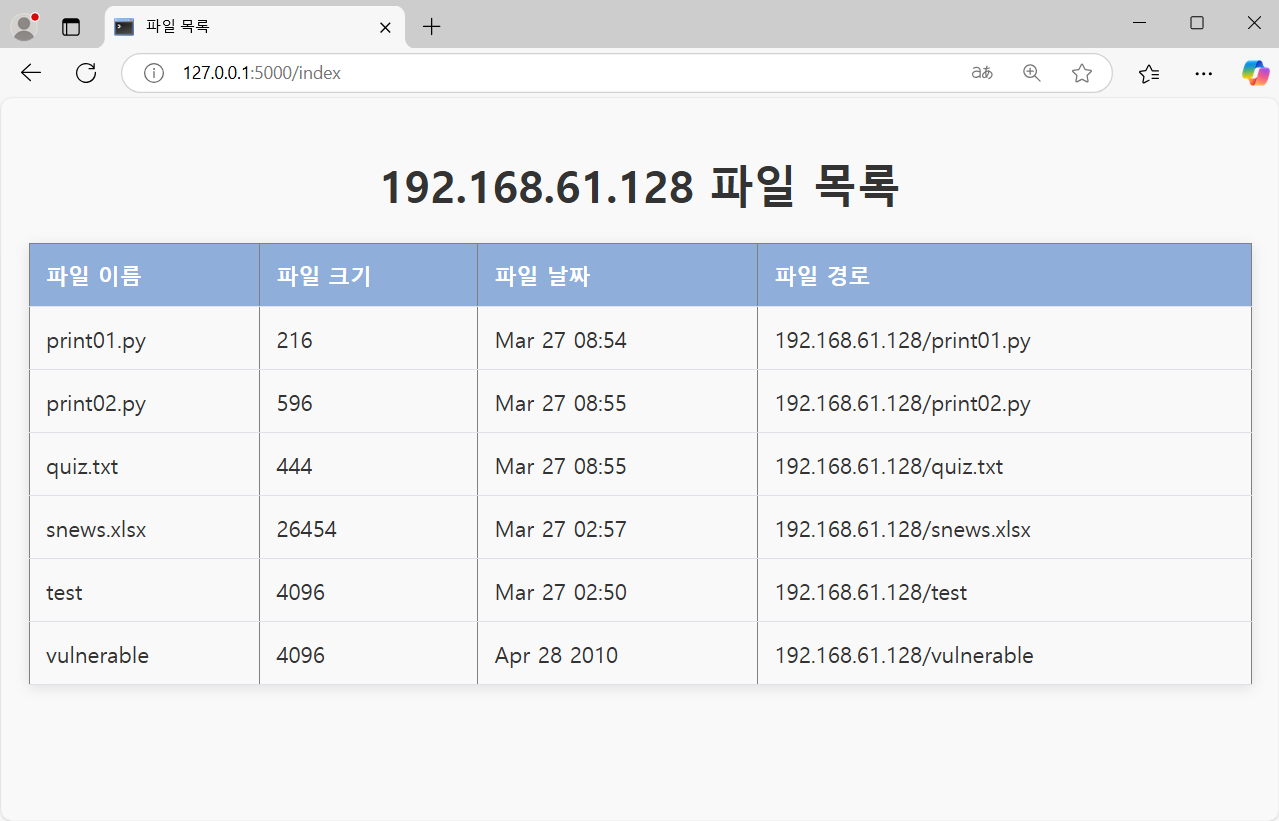 파일 목록
127.0.0.1:5000/index
aあ
192.168.61.128 파일 목록
파일 이름 파일 크기 파일 날짜 파일 경로
print01.py 216 Mar 27 08:54 192.168.61.128/print01.py
print02.py 596 Mar 27 08:55 192.168.61.128/print02.py
quiz.txt 444 Mar 27 08:55 192.168.61.128/quiz.txt
snews.xlsx 26454 Mar 27 02:57 192.168.61.128/snews.xlsx
test 4096 Mar 27 02:50 192.168.61.128/test
vulnerable 4096 Apr 28 2010 192.168.61.128/vulnerable